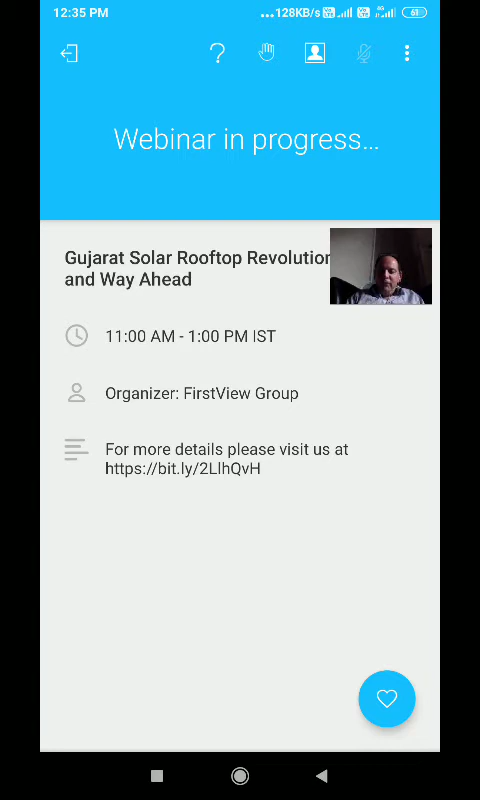 12:35 PM
...128KB/s
4G
61
Webinar in progress...
Gujarat Solar Rooftop Revolution
and Way Ahead
11:00 AM - 1:00 PM IST
Organizer: FirstView Group
For more details please visit us at
https://bit.ly/2LlhQvH